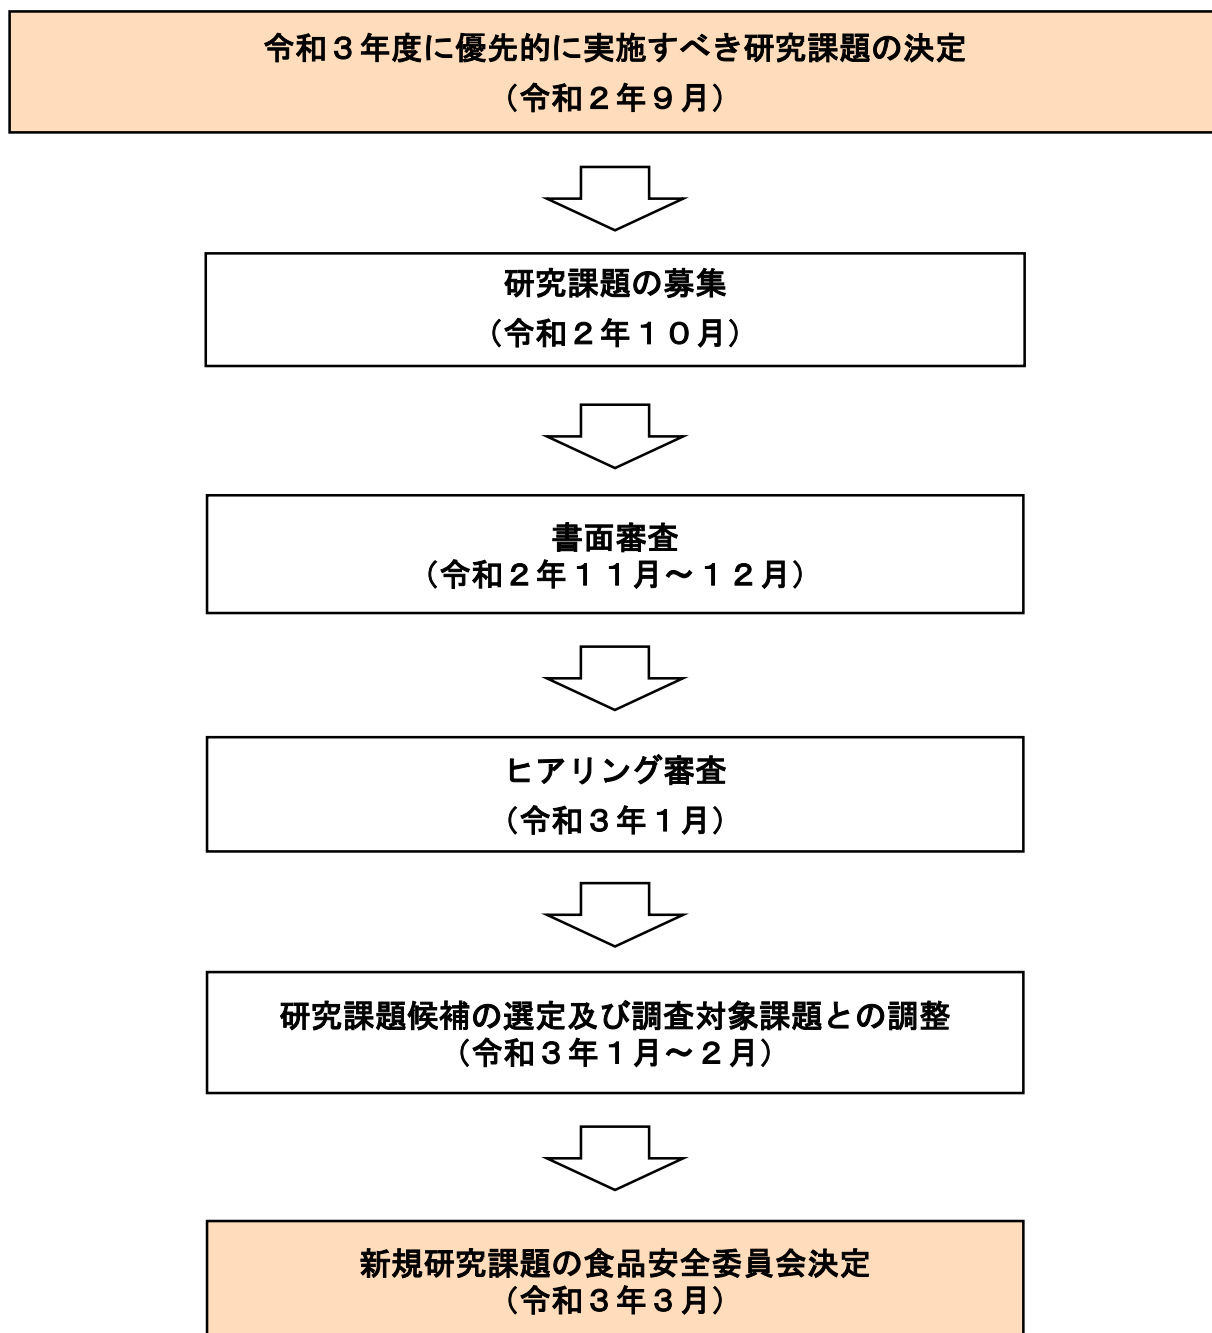 令和３年度に優先的に実施すべき研究課題の決定
（令和２年９月）
研究課題の募集
（令和２年１０月）
書面審査
（令和２年１１月～１２月）
ヒアリング審査
（令和３年１月）
研究課題候補の選定及び調査対象課題との調整
（令和３年１月～２月）
新規研究課題の食品安全委員会決定
（令和３年３月）